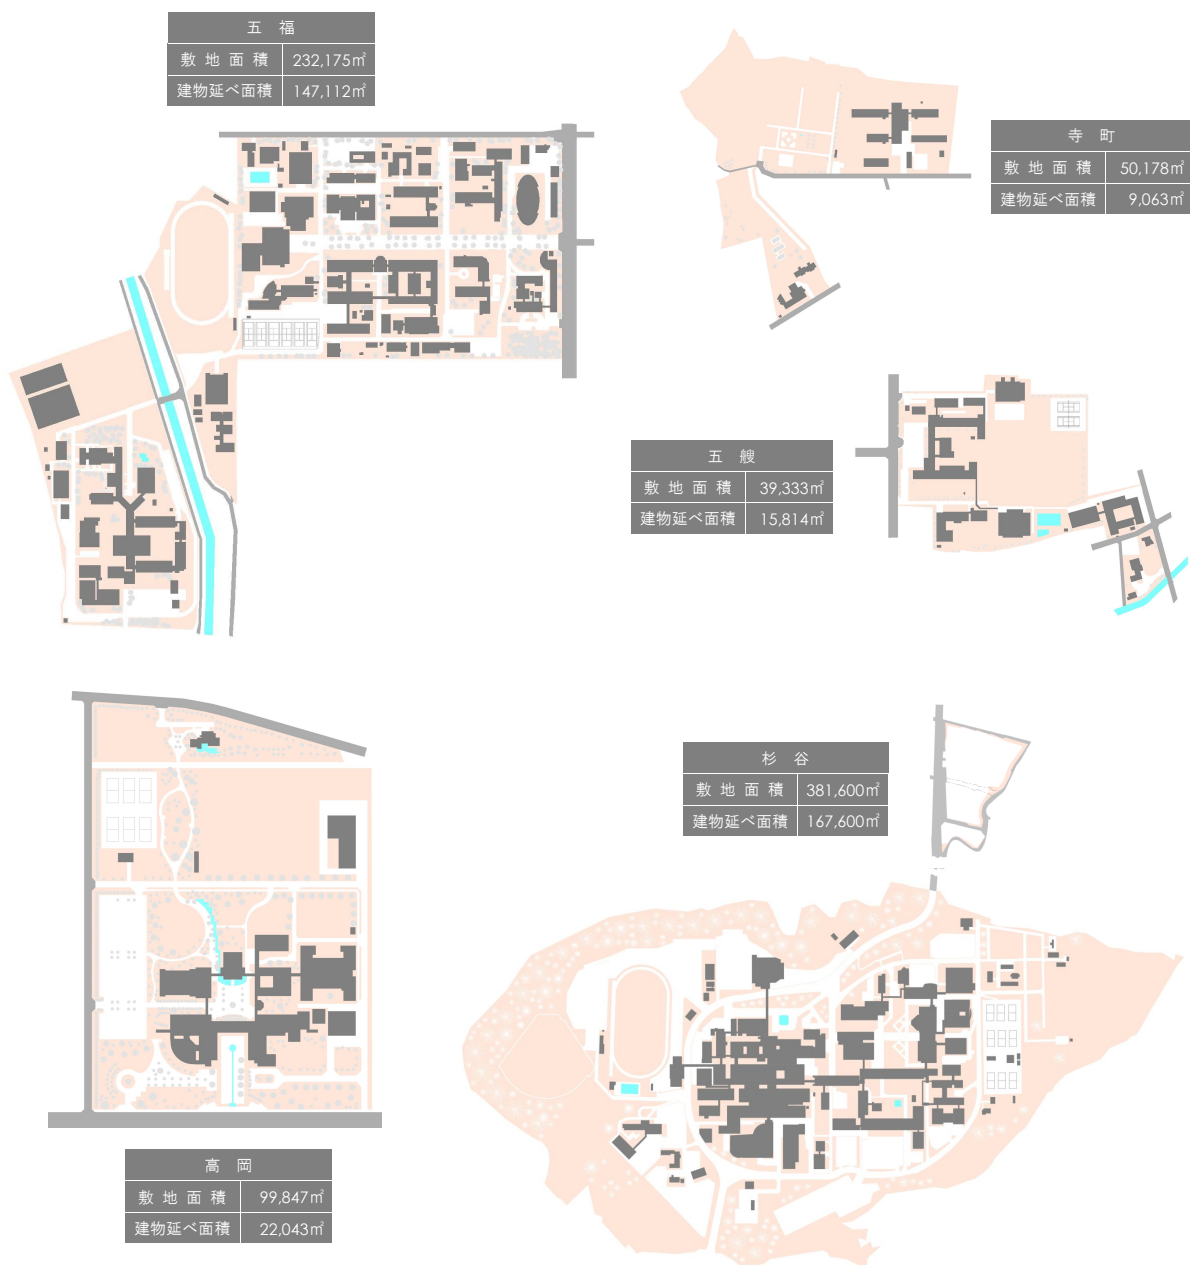 五 福
敷地面積 232,175㎡
建物延べ面積 147,112㎡
寺 町
敷地面積 50,178㎡
建物延べ面積 9,063㎡
五 艘
敷地面積 39,333㎡
建物延べ面積 15,814㎡
杉 谷
敷地面積 381,600㎡
建物延べ面積 167,600㎡
高 岡
敷地面積 99,847㎡
建物延べ面積 22,043㎡